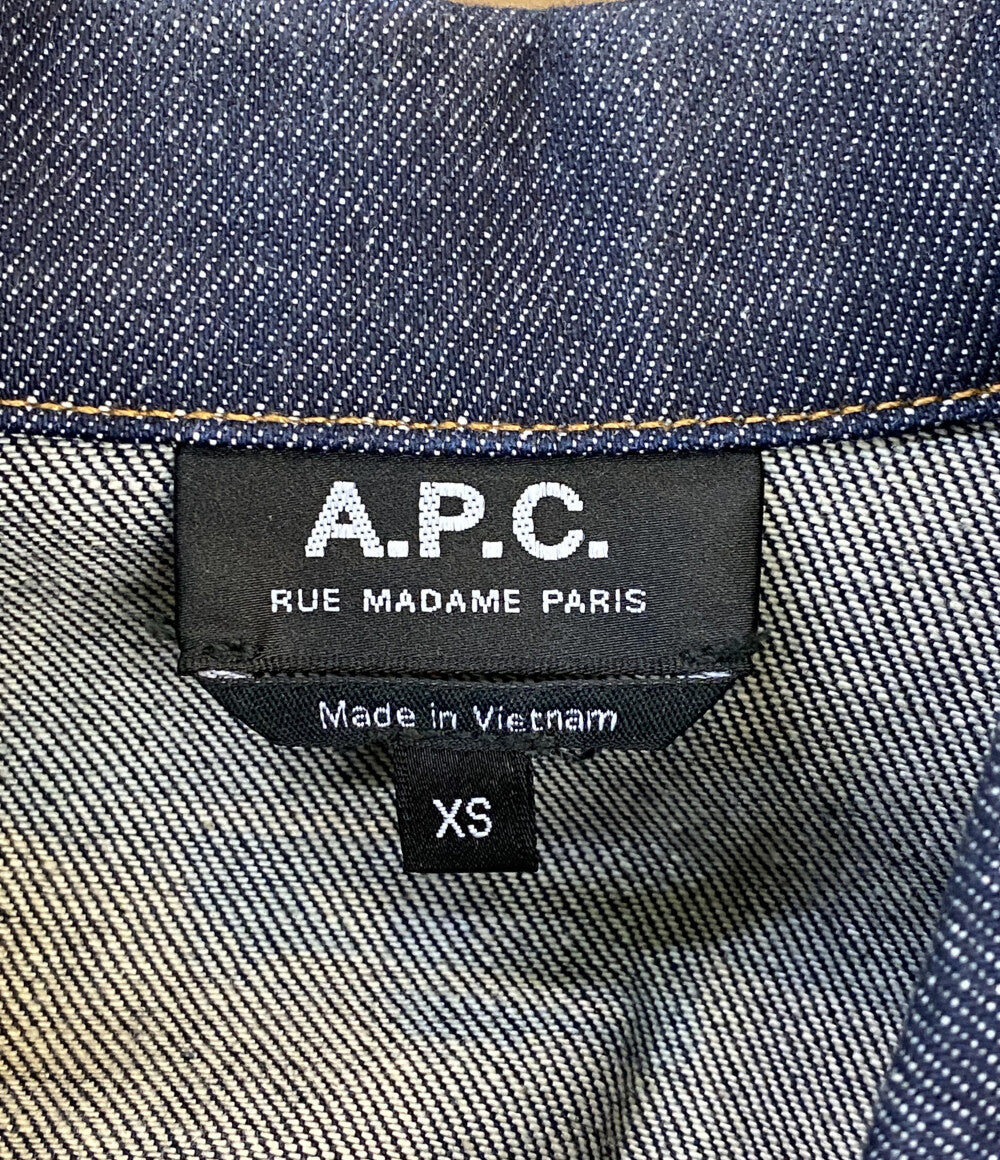 A.P.C.
RUE MADAME PARIS
Made in Vietnam
XS